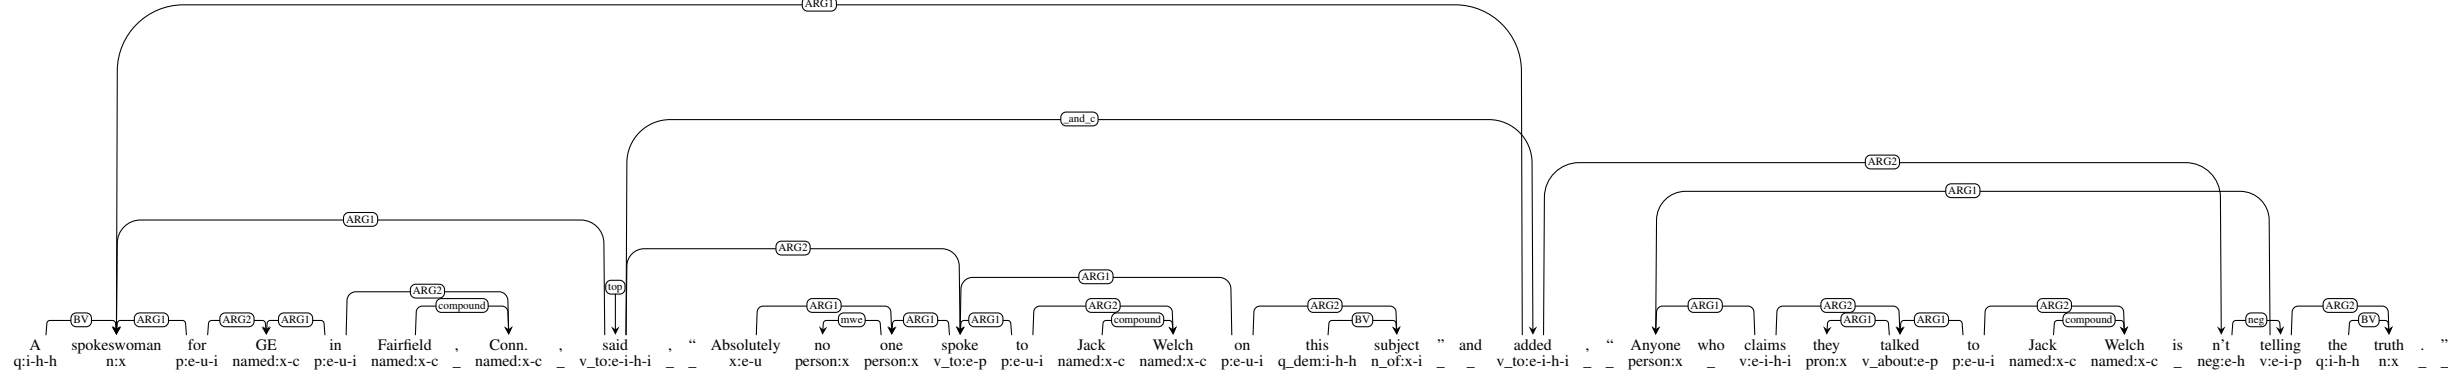 ARG1
_and_c
ARG2
ARG1
ARG1
ARG2
ARG1
top
ARG2
compound
ARG1
ARG2
ARG2
ARG1
ARG2
ARG2
ARG2
BV ARG1 ARG2 ARG1 mwe ARG1 ARG1 compound BV ARG1 ARG1 compound neg BV
A spokeswoman for GE in Fairfield , Conn. , said , “ Absolutely no one spoke to Jack Welch on this subject ” and added , “ Anyone who claims they talked to Jack Welch is n't telling the truth . ”
q:i-h-h n:x p:e-u-i named:x-c p:e-u-i named:x-c _ named:x-c _ v_to:e-i-h-i _ _ x:e-u person:x person:x v_to:e-p p:e-u-i named:x-c named:x-c p:e-u-i q_dem:i-h-h n_of:x-i _ _ v_to:e-i-h-i _ _ person:x _ v:e-i-h-i pron:x v_about:e-p p:e-u-i named:x-c named:x-c _ neg:e-h v:e-i-p q:i-h-h n:x _ _